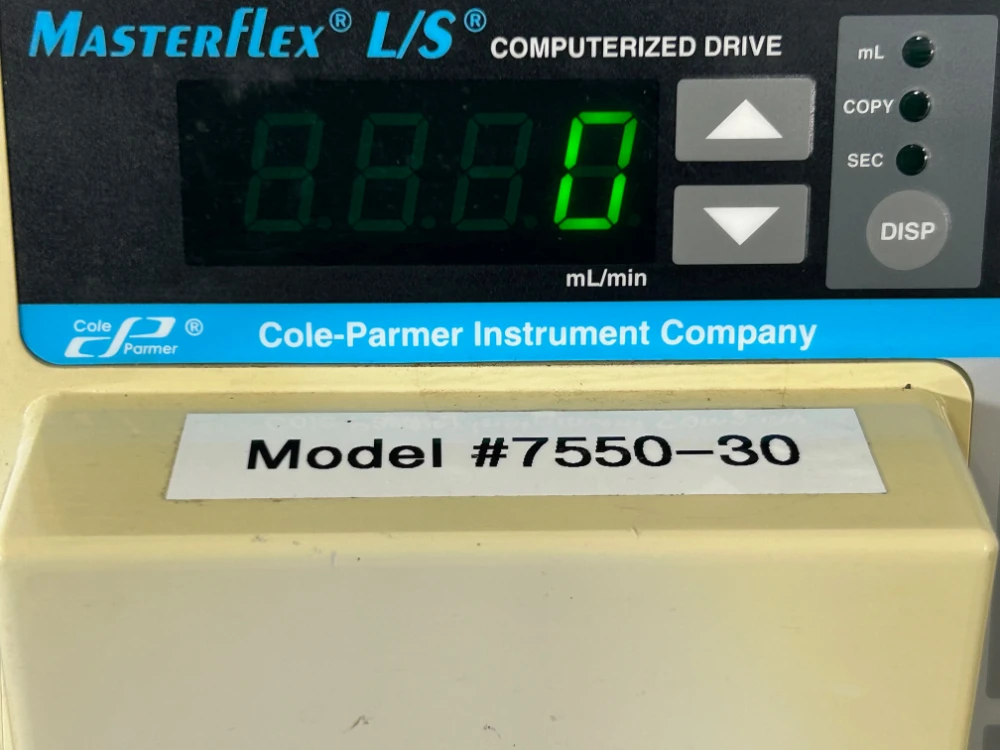 MASTERFLEX® L/S® COMPUTERIZED DRIVE
mL
COPY
SEC
0
DISP
mL/min
Cole Parmer ® Cole-Parmer Instrument Company
Model #7550-30